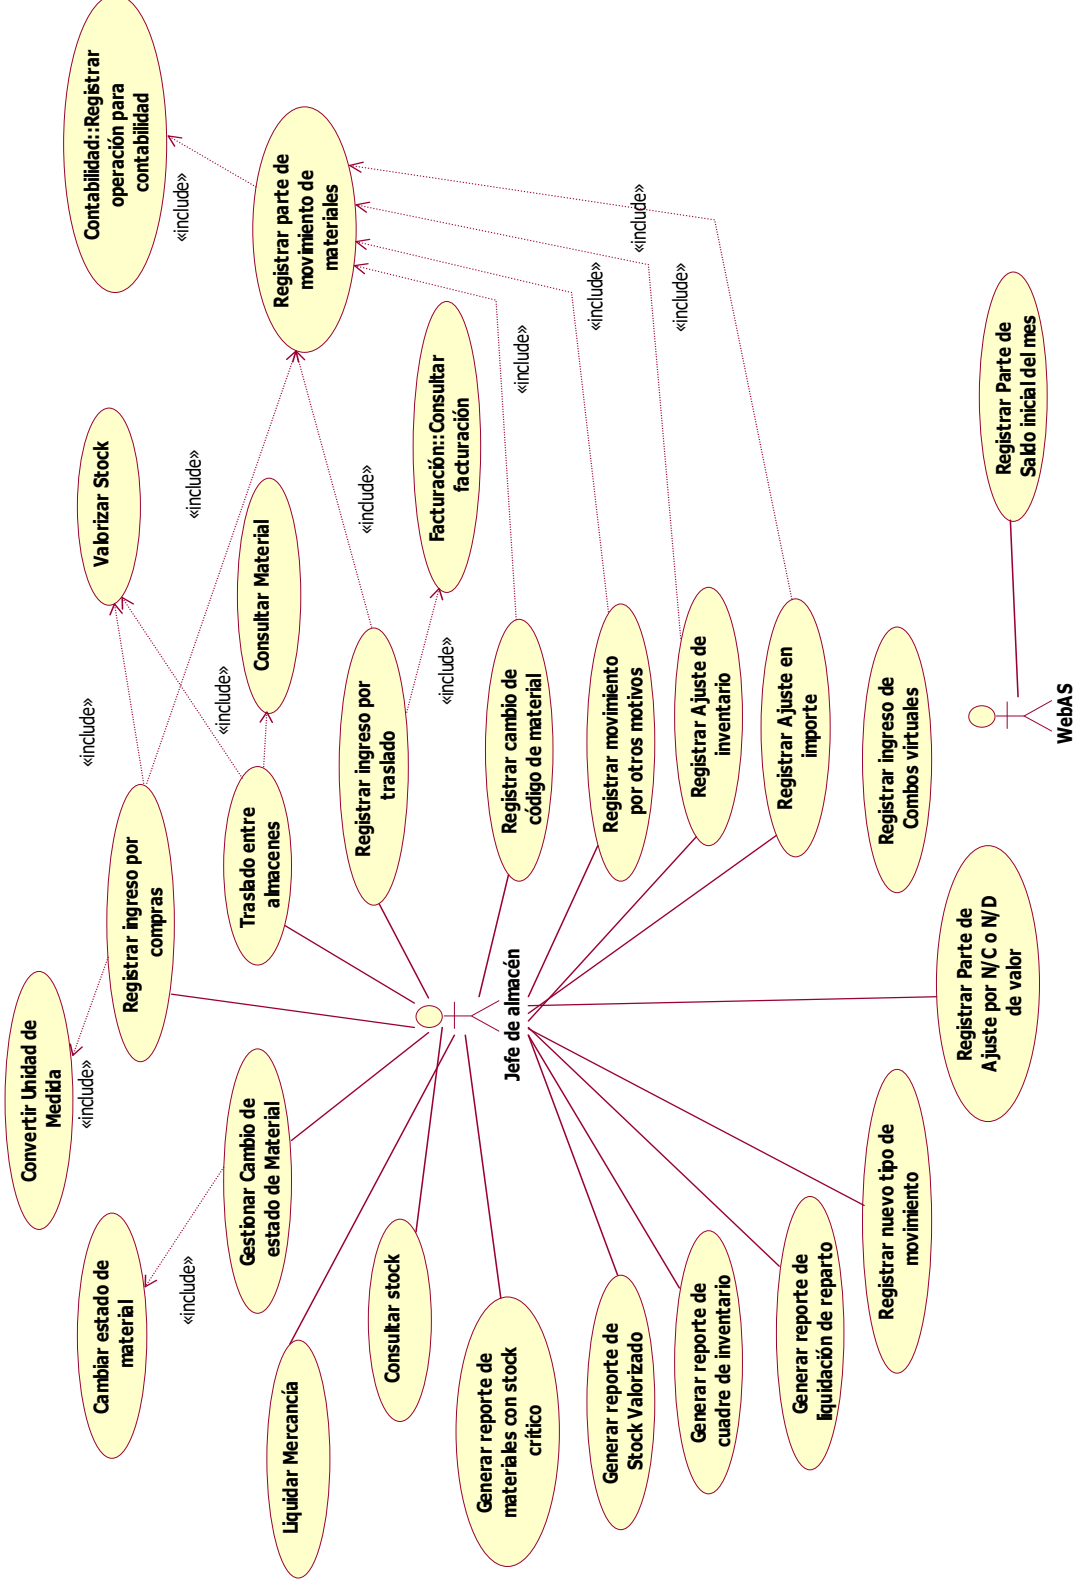 Contabilidad::Registrar
operación para
contabilidad
«include»
Registrar parte de
movimiento de
materiales
Valorizar Stock
«include»
«include»
Consultar Material
«include»
«include»
Facturación::Consultar
facturación
«include»
«include»
«include»
«include»
«include»
Convertir Unidad de
Medida
«include»
Registrar ingreso por
compras
Traslado entre
almacenes
Registrar ingreso por
traslado
«include»
Registrar cambio de
código de material
Registrar movimiento
por otros motivos
Registrar Ajuste de
inventario
Registrar Ajuste en
importe
Registrar ingreso de
Combos virtuales
Registrar Parte de
Saldo inicial del mes
WebAS
Cambiar estado de
material
«include»
Gestionar Cambio de
estado de Material
Liquidar Mercancía
Consultar stock
Jefe de almacén
Generar reporte de
materiales con stock
crítico
Generar reporte de
Stock Valorizado
Generar reporte de
cuadre de inventario
Generar reporte de
liquidación de reparto
Registrar nuevo tipo de
movimiento
Registrar Parte de
Ajuste por N/C o N/D
de valor